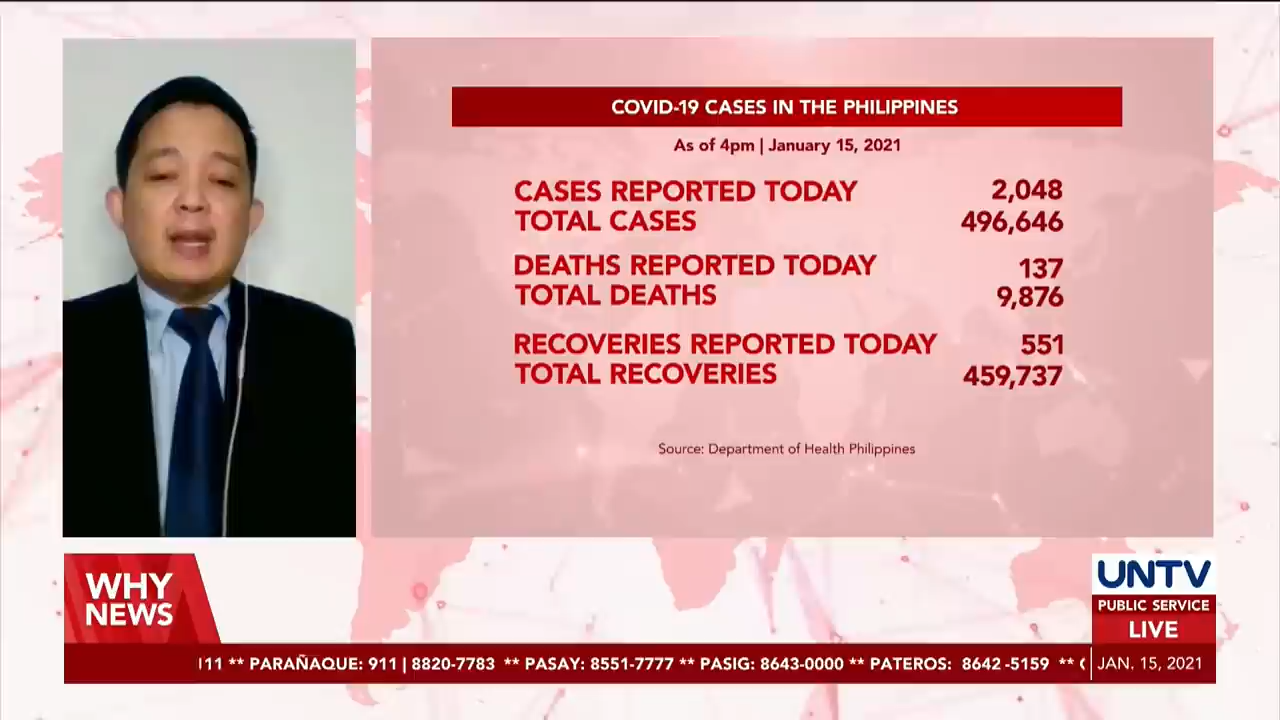 COVID-19 CASES IN THE PHILIPPINES
As of 4pm | January 15, 2021
CASES REPORTED TODAY 2,048
TOTAL CASES 496,646
DEATHS REPORTED TODAY 137
TOTAL DEATHS 9,876
RECOVERIES REPORTED TODAY 551
TOTAL RECOVERIES 459,737
Source: Department of Health Philippines
WHY
NEWS
UNTV
PUBLIC SERVICE
LIVE
111 ** PARAÑAQUE: 911 | 8820-7783 ** PASAY: 8551-7777 ** PASIG: 8643-0000 ** PATEROS: 8642 -5159 **
JAN. 15, 2021